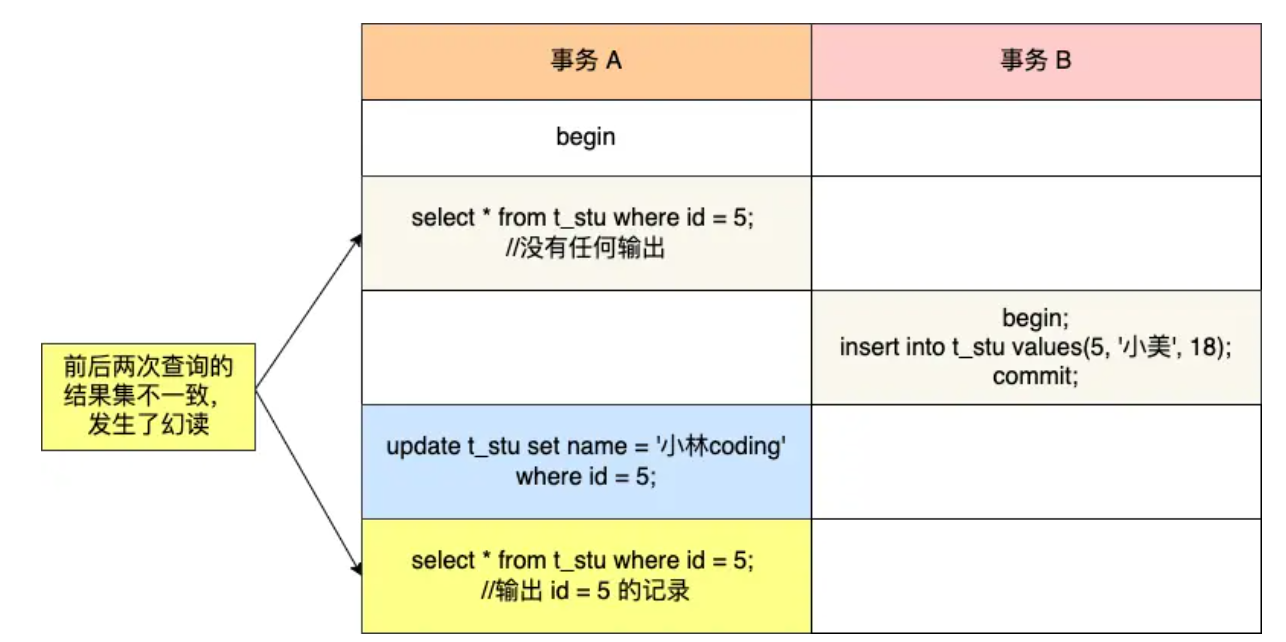 事务 A
事务 B
begin
select * from t_stu where id = 5;
//没有任何输出
begin;
insert into t_stu values(5, '小美', 18);
commit;
前后两次查询的
结果集不一致，
发生了幻读
update t_stu set name = '小林coding'
where id = 5;
select * from t_stu where id = 5;
//输出 id = 5 的记录